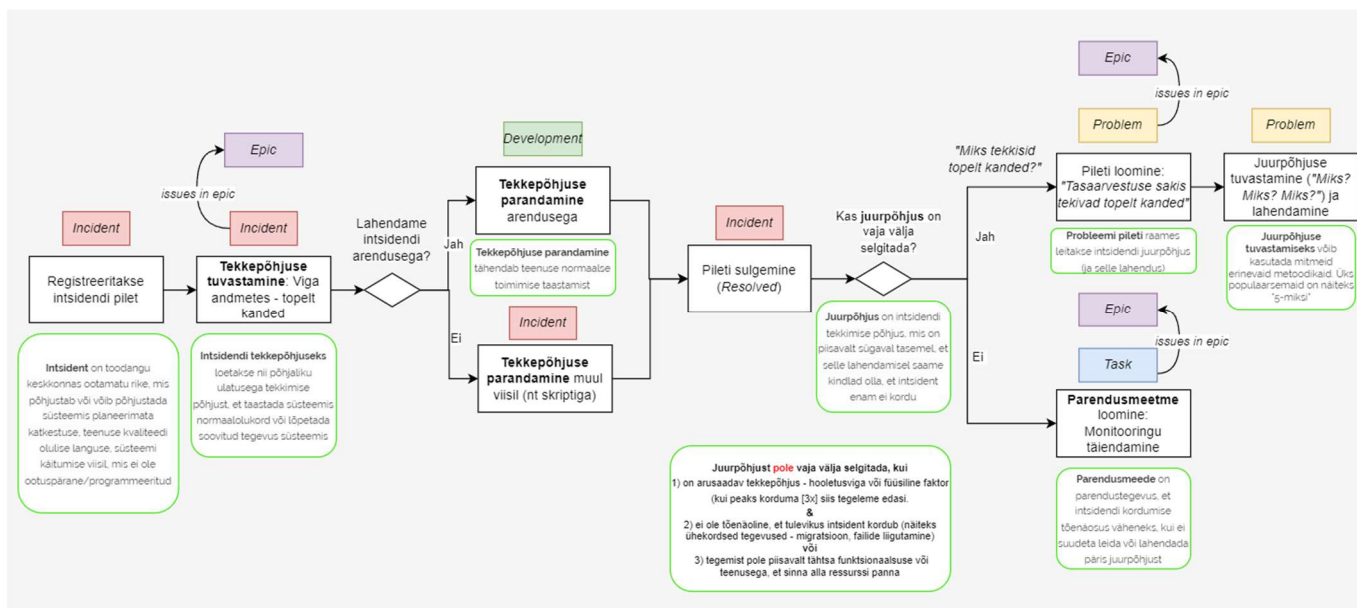 Epic
issues in epic
Incident
Registreeritakse
intsidendi pilet
Intsident on toodangu
keskkonnas ootamatu rike, mis
põhjustab või võib põhjustada
süsteemis planeerimata
katkestuse, teenuse kvaliteedi
olulise languse, süsteemi
käitumise viisil, mis ei ole
ootuspärane/programmeeritud
Incident
Tekkepõhjuse
tuvastamine: Viga
andmetes - topelt
kanded
Intsidendi tekkepõhjuseks
loetakse nii põhjaliku
ulatusega tekkimise
põhjust, et taastada süsteemis
normaalolukord või lõpetada
soovitud tegevus süsteemis
Lahendame
intsidendi
arendusega?
Jah
Ei
Development
Tekkepõhjuse
parandamine
arendusega
Tekkepõhjuse parandamine
tähendab teenuse normaalse
toimimise taastamist
Incident
Tekkepõhjuse
parandamine muul
viisil (nt skriptiga)
Incident
Pileti sulgemine
(Resolved)
Kas juurpõhjus on
vaja välja
selgitada?
Juurpõhjus on intsidendi
tekkimise põhjus, mis on
piisavalt sügaval tasemel, et
selle lahendamisel saame
kindlad olla, et intsident
enam ei kordu
Juurpõhjust pole vaja välja selgitada, kui
1) on arusaadav tekkepõhjus - hooletusviga või füüsiline faktor
(kui peaks korduma [3x] siis tegeleme edasi.
&
2) ei ole tõenäoline, et tulevikus intsident kordub (näiteks
ühekordsed tegevused - migratsioon, failide liigutamine)
või
3) tegemist pole piisavalt tähtsa funktsionaalsuse või
teenusega, et sinna alla ressurssi panna
"Miks tekkisid
topelt kanded?"
Jah
Ei
Epic
issues in epic
Problem
Pileti loomine:
"Tasaarvestuse sakis
tekivad topelt kanded"
Probleemi pileti raames
leitakse intsidendi juurpõhjus
(ja selle lahendus)
Problem
Juurpõhjuse
tuvastamine ("Miks?
Miks? Miks?") ja
lahendamine
Juurpõhjuse
tuvastamiseks võib
kasutada mitmeid
erinevaid metoodikaid. Üks
populaarsemaid on näiteks
"5-miksi"
Epic
issues in epic
Task
Parendusmeetme
loomine:
Monitooringu
täiendamine
Parendusmeede on
parendustegevus, et
intsidendi kordumise
tõenäosus väheneks, kui ei
suudeta leida või lahendada
päris juurpõhjust